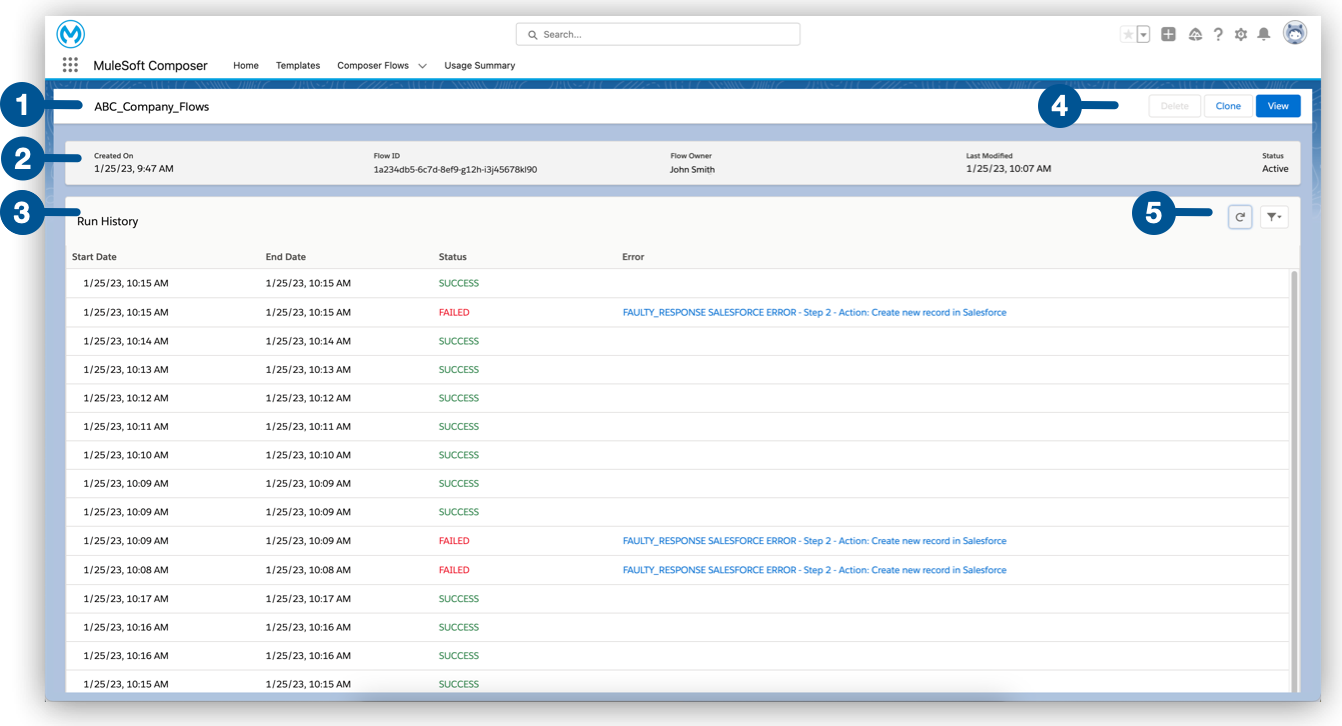 Search...
MuleSoft Composer Home Templates Composer Flows Usage Summary
1 ABC_Company_Flows 4 Delete Clone View
2 Created On Flow ID Flow Owner Last Modified Status
1/25/23, 9:47 AM 1a234db5-6c7d-8ef9-g12h-i3j45678kl90 John Smith 1/25/23, 10:07 AM Active
3 Run History 5
Start Date End Date Status Error
1/25/23, 10:15 AM 1/25/23, 10:15 AM SUCCESS
1/25/23, 10:15 AM 1/25/23, 10:15 AM FAILED FAULTY_RESPONSE SALESFORCE ERROR - Step 2 - Action: Create new record in Salesforce
1/25/23, 10:14 AM 1/25/23, 10:14 AM SUCCESS
1/25/23, 10:13 AM 1/25/23, 10:13 AM SUCCESS
1/25/23, 10:12 AM 1/25/23, 10:12 AM SUCCESS
1/25/23, 10:11 AM 1/25/23, 10:11 AM SUCCESS
1/25/23, 10:10 AM 1/25/23, 10:10 AM SUCCESS
1/25/23, 10:09 AM 1/25/23, 10:09 AM SUCCESS
1/25/23, 10:09 AM 1/25/23, 10:09 AM SUCCESS
1/25/23, 10:09 AM 1/25/23, 10:09 AM FAILED FAULTY_RESPONSE SALESFORCE ERROR - Step 2 - Action: Create new record in Salesforce
1/25/23, 10:08 AM 1/25/23, 10:08 AM FAILED FAULTY_RESPONSE SALESFORCE ERROR - Step 2 - Action: Create new record in Salesforce
1/25/23, 10:17 AM 1/25/23, 10:17 AM SUCCESS
1/25/23, 10:16 AM 1/25/23, 10:16 AM SUCCESS
1/25/23, 10:16 AM 1/25/23, 10:16 AM SUCCESS
1/25/23, 10:15 AM 1/25/23, 10:15 AM SUCCESS